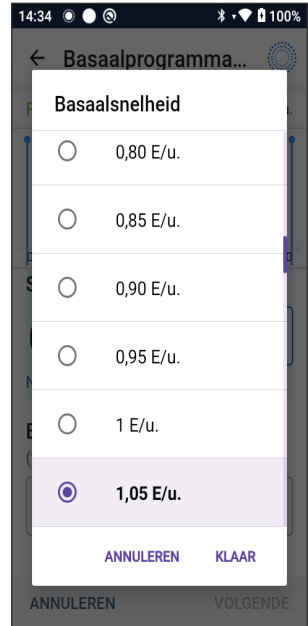 14:34
100%
Basaalprogramma...
Basaalsnelheid
0,80 E/u.
0,85 E/u.
0,90 E/u.
0,95 E/u.
1 E/u.
1,05 E/u.
ANNULEREN KLAAR
ANNULEREN VOLGENDE